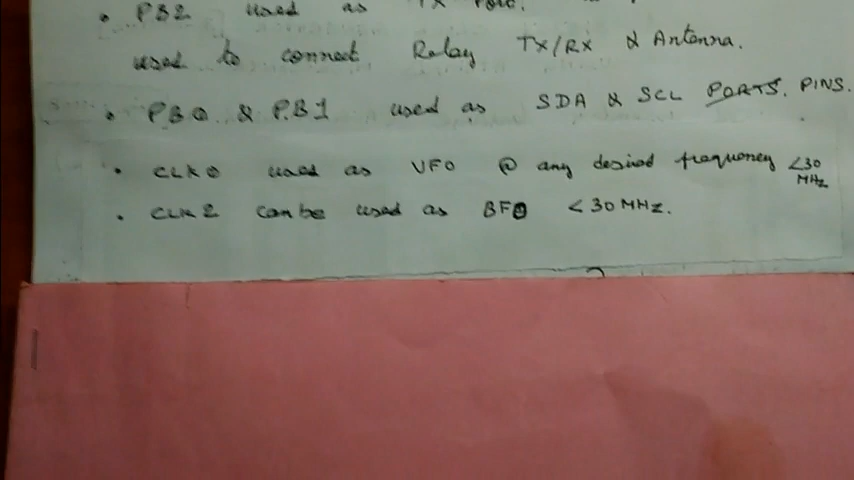 • PB2 used as TX
used to connect Relay TX/RX & Antenna.
• PB0 & PB1 used as SDA & SCL PORTS. PINS.
• CLK0 used as VFO @ any desired frequency <30 MHz
• CLK2 can be used as BFO <30 MHz.